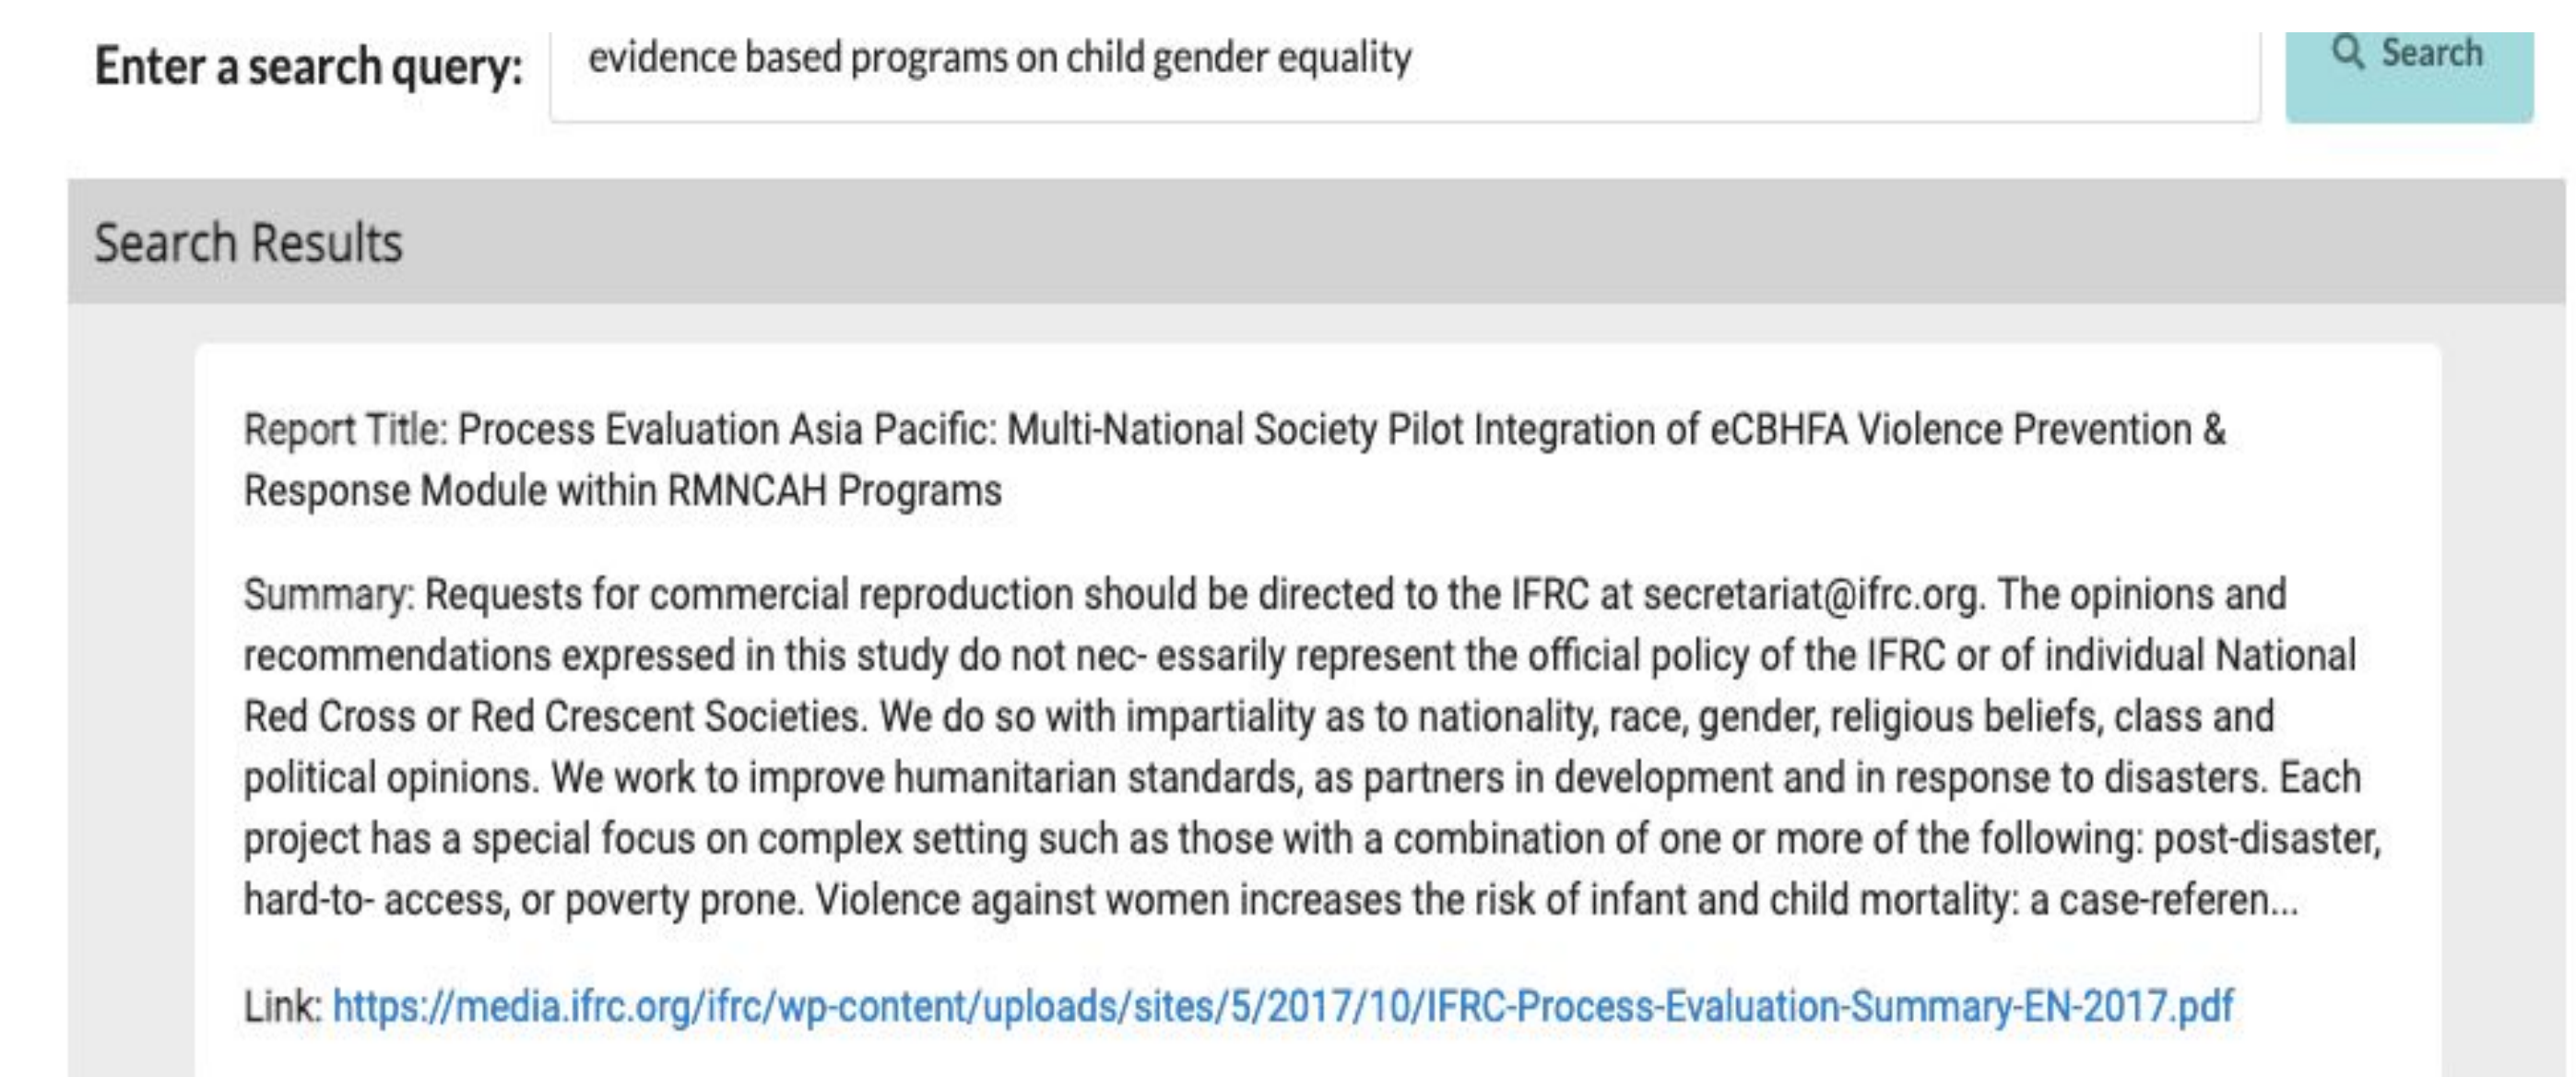 Enter a search query: evidence based programs on child gender equality Search
Search Results
Report Title: Process Evaluation Asia Pacific: Multi-National Society Pilot Integration of eCBHFA Violence Prevention &
Response Module within RMNCAH Programs
Summary: Requests for commercial reproduction should be directed to the IFRC at secretariat@ifrc.org. The opinions and
recommendations expressed in this study do not nec- essarily represent the official policy of the IFRC or of individual National
Red Cross or Red Crescent Societies. We do so with impartiality as to nationality, race, gender, religious beliefs, class and
political opinions. We work to improve humanitarian standards, as partners in development and in response to disasters. Each
project has a special focus on complex setting such as those with a combination of one or more of the following: post-disaster,
hard-to- access, or poverty prone. Violence against women increases the risk of infant and child mortality: a case-referen...
Link: https://media.ifrc.org/ifrc/wp-content/uploads/sites/5/2017/10/IFRC-Process-Evaluation-Summary-EN-2017.pdf